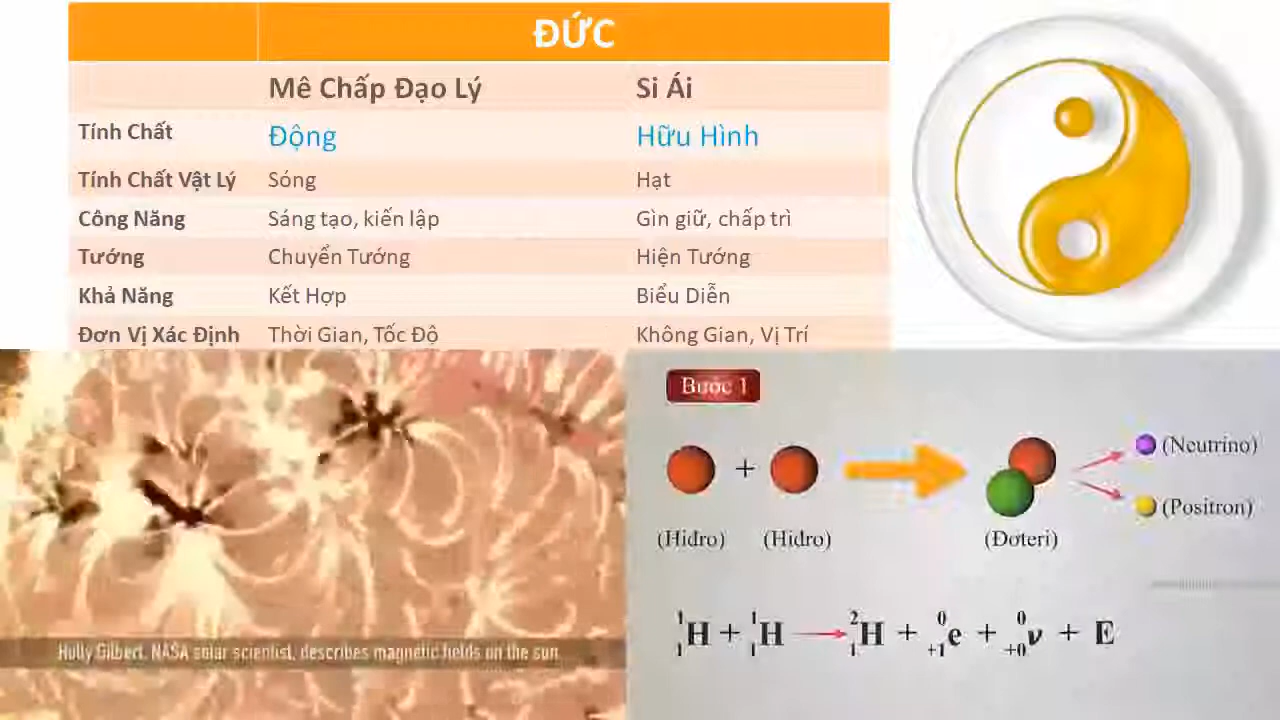 ĐỨC
Mê Chấp Đạo Lý Si Ái
Tính Chất Động Hữu Hình
Tính Chất Vật Lý Sóng Hạt
Công Năng Sáng tạo, kiến lập Gìn giữ, chấp trì
Tướng Chuyển Tướng Hiện Tướng
Khả Năng Kết Hợp Biểu Diễn
Đơn Vị Xác Định Thời Gian, Tốc Độ Không Gian, Vị Trí
Holly Gilbert, NASA solar scientist, describes magnetic fields on the sun
Bước 1
+
(Neutrino)
(Positron)
(Hiđro) (Hiđro) (Đơteri)
¹₁H + ¹₁H → ²₁H + ⁰₊₁e + ⁰₊₀ν + E